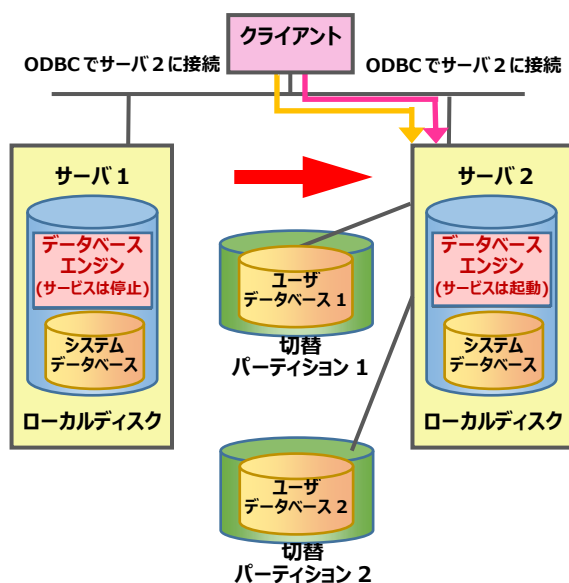 クライアント
ODBCでサーバ2に接続
ODBCでサーバ2に接続
サーバ1
データベース
エンジン
(サービスは停止)
システム
データベース
ローカルディスク
ユーザ
データベース1
切替
パーティション1
ユーザ
データベース2
切替
パーティション2
サーバ2
データベース
エンジン
(サービスは起動)
システム
データベース
ローカルディスク